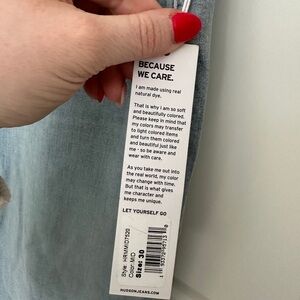 BECAUSE
WE CARE.
I am made using real
natural dye.
That is why I am so soft
and beautifully colored.
Please keep in mind that
my colors may transfer
to light colored items
and turn them colored
and beautiful just like
me - so be aware and
wear with care.
As you take me out into
the real world, my color
may change with time.
But that is what gives
me character and
keeps me unique.
LET YOURSELF GO
Style:
Color: MID
Size: 30
HUDSONJEANS.COM